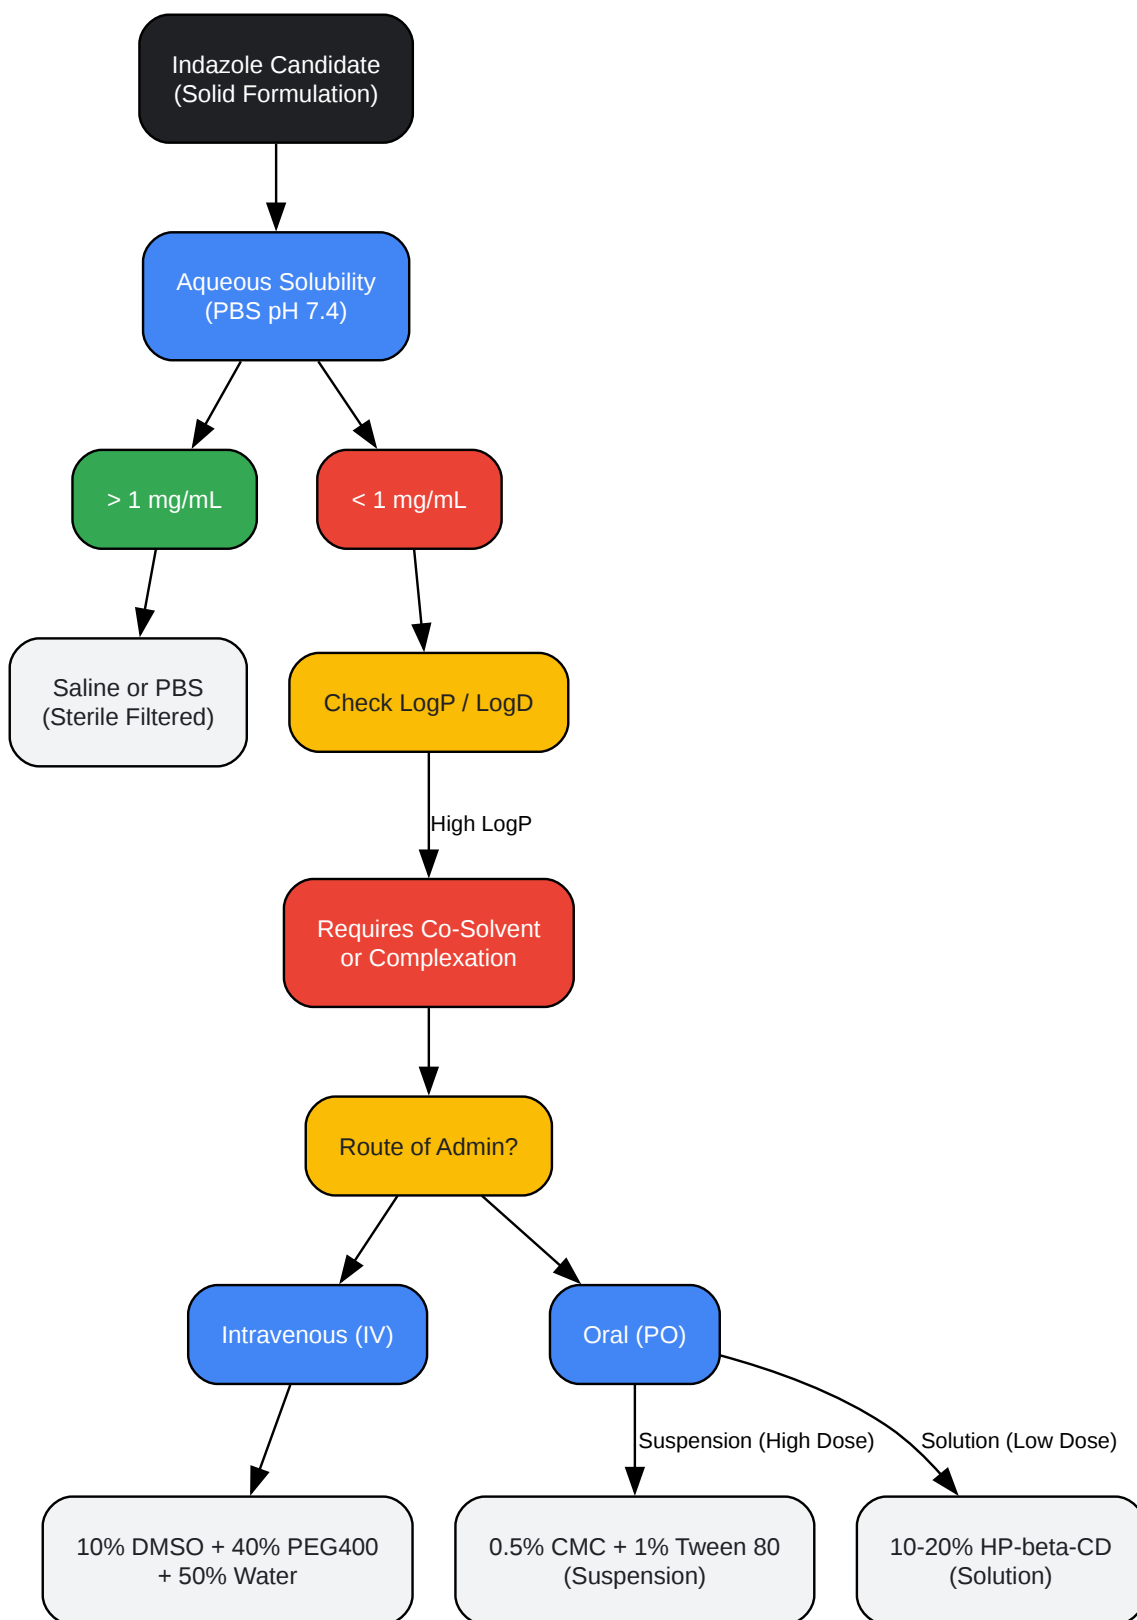 Indazole Candidate
(Solid Formulation)
Aqueous Solubility
(PBS pH 7.4)
> 1 mg/mL
< 1 mg/mL
Saline or PBS
(Sterile Filtered)
Check LogP / LogD
High LogP
Requires Co-Solvent
or Complexation
Route of Admin?
Intravenous (IV)
Oral (PO)
Suspension (High Dose)
Solution (Low Dose)
10% DMSO + 40% PEG400
+ 50% Water
0.5% CMC + 1% Tween 80
(Suspension)
10-20% HP-beta-CD
(Solution)